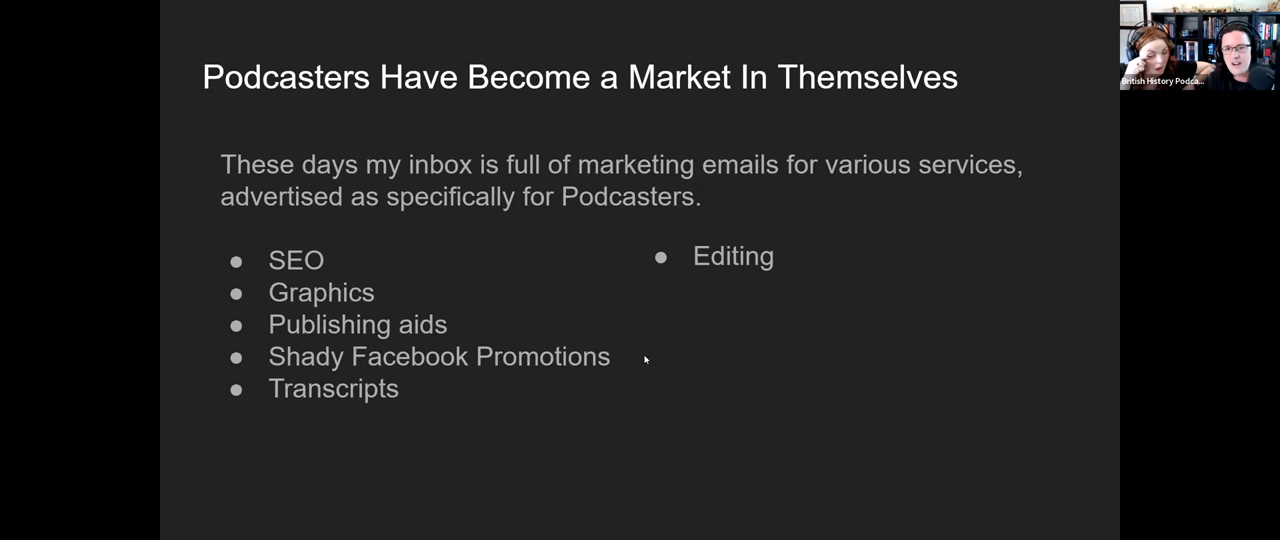 Podcasters Have Become a Market In Themselves
British History Podca...
These days my inbox is full of marketing emails for various services,
advertised as specifically for Podcasters.
● SEO
● Graphics
● Publishing aids
● Shady Facebook Promotions
● Transcripts
● Editing